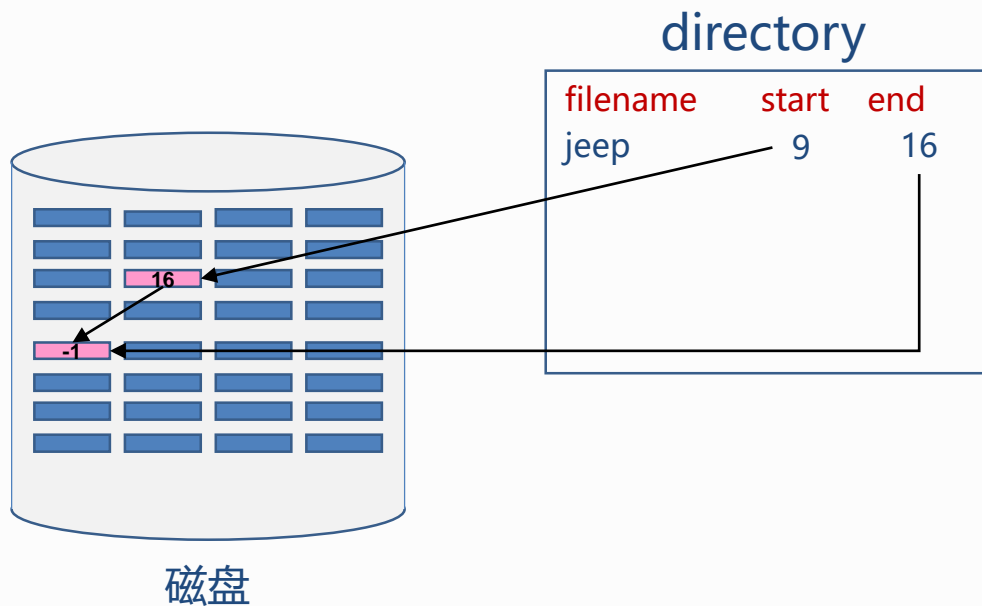 directory
filename start end
jeep 9 16
16
-1
磁盘